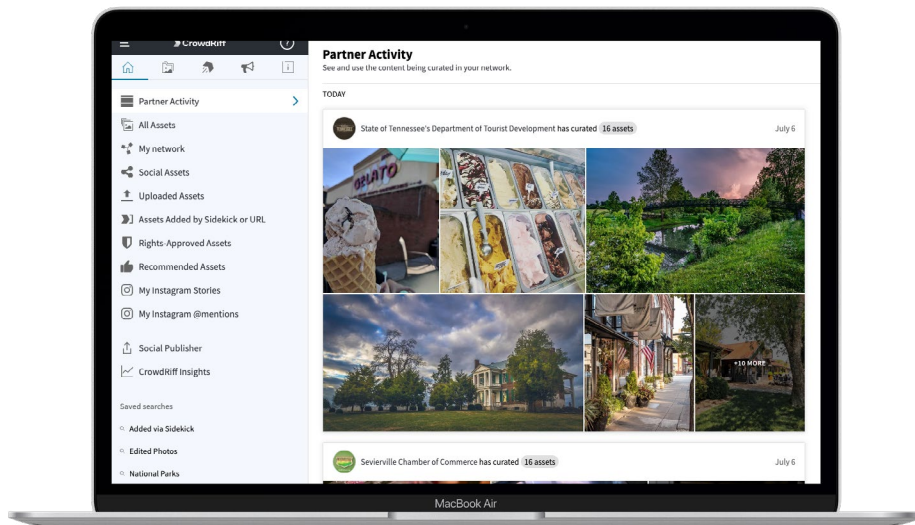 CrowdRiff
?
Partner Activity
See and use the content being curated in your network.
TODAY
Partner Activity
All Assets
My network
Social Assets
Uploaded Assets
Assets Added by Sidekick or URL
Rights-Approved Assets
Recommended Assets
My Instagram Stories
My Instagram @mentions
Social Publisher
CrowdRiff Insights
Saved searches
Added via Sidekick
Edited Photos
National Parks
State of Tennessee's Department of Tourist Development has curated 16 assets
July 6
GELATO
+10 MORE
Sevierville Chamber of Commerce has curated 16 assets
July 6
MacBook Air